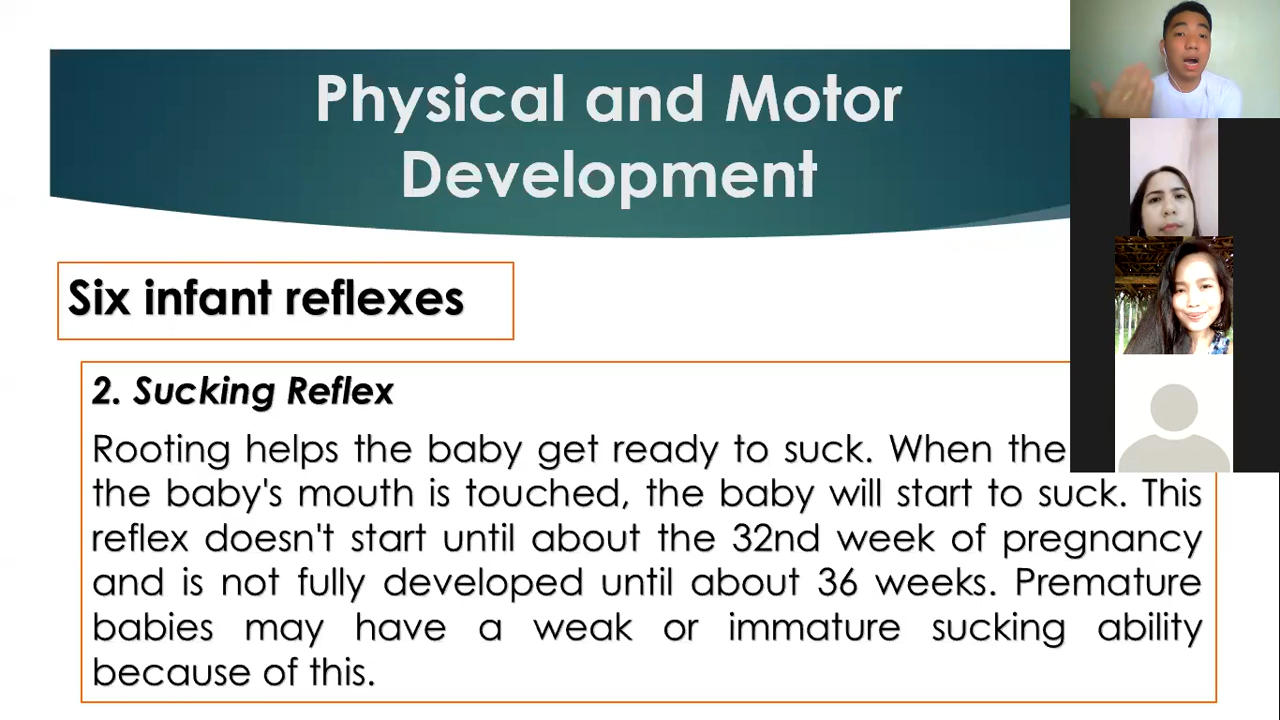 Physical and Motor
Development
Six infant reflexes
2. Sucking Reflex
Rooting helps the baby get ready to suck. When the
the baby's mouth is touched, the baby will start to suck. This
reflex doesn't start until about the 32nd week of pregnancy
and is not fully developed until about 36 weeks. Premature
babies may have a weak or immature sucking ability
because of this.